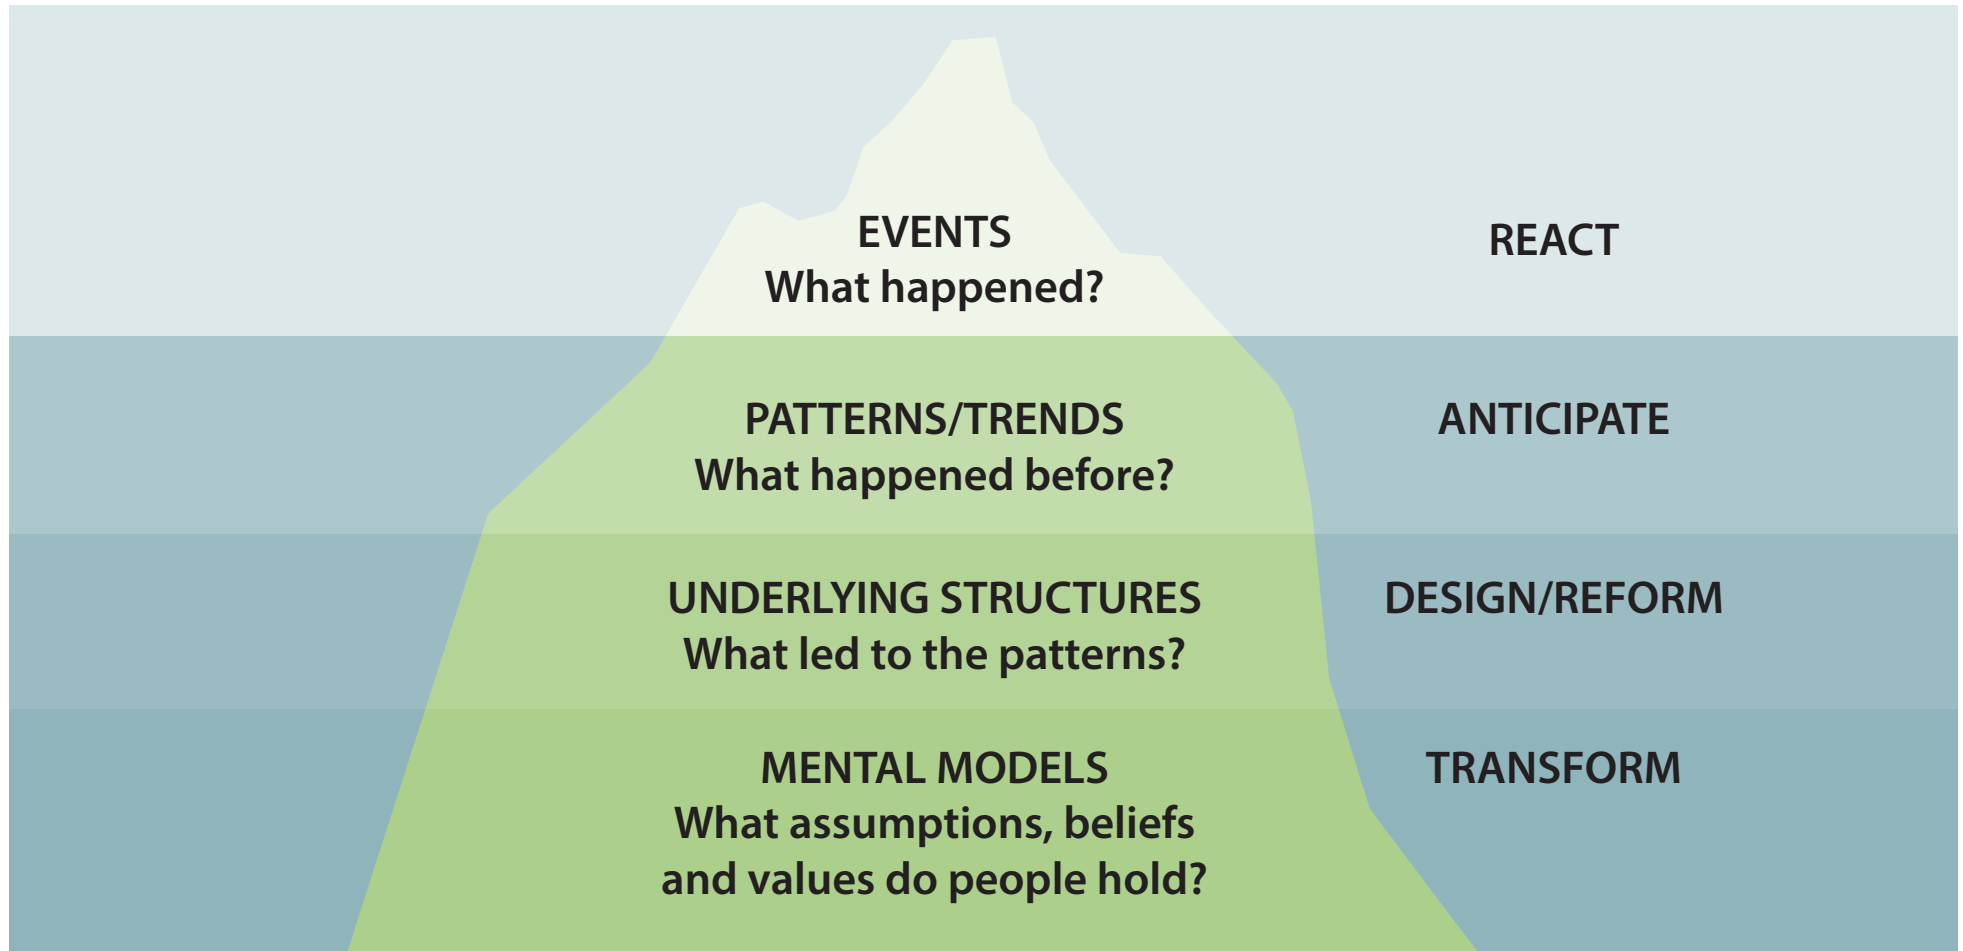 EVENTS
What happened?
REACT
PATTERNS/TRENDS
What happened before?
ANTICIPATE
UNDERLYING STRUCTURES
What led to the patterns?
DESIGN/REFORM
MENTAL MODELS
What assumptions, beliefs
and values do people hold?
TRANSFORM